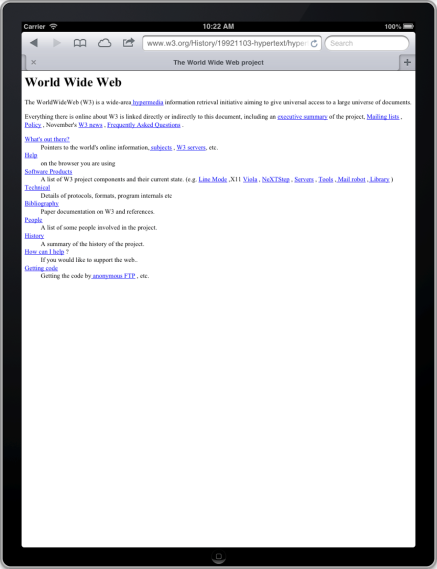 Carrier 10:22 AM 100%
www.w3.org/History/19921103-hypertext/hyper Search
The World Wide Web project
World Wide Web
The WorldWideWeb (W3) is a wide-area hypermedia information retrieval initiative aiming to give universal access to a large universe of documents.
Everything there is online about W3 is linked directly or indirectly to this document, including an executive summary of the project, Mailing lists ,
Policy , November's W3 news , Frequently Asked Questions .
What's out there?
Pointers to the world's online information, subjects , W3 servers, etc.
Help
on the browser you are using
Software Products
A list of W3 project components and their current state. (e.g. Line Mode ,X11 Viola , NeXTStep , Servers , Tools , Mail robot , Library )
Technical
Details of protocols, formats, program internals etc
Bibliography
Paper documentation on W3 and references.
People
A list of some people involved in the project.
History
A summary of the history of the project.
How can I help ?
If you would like to support the web..
Getting code
Getting the code by anonymous FTP , etc.